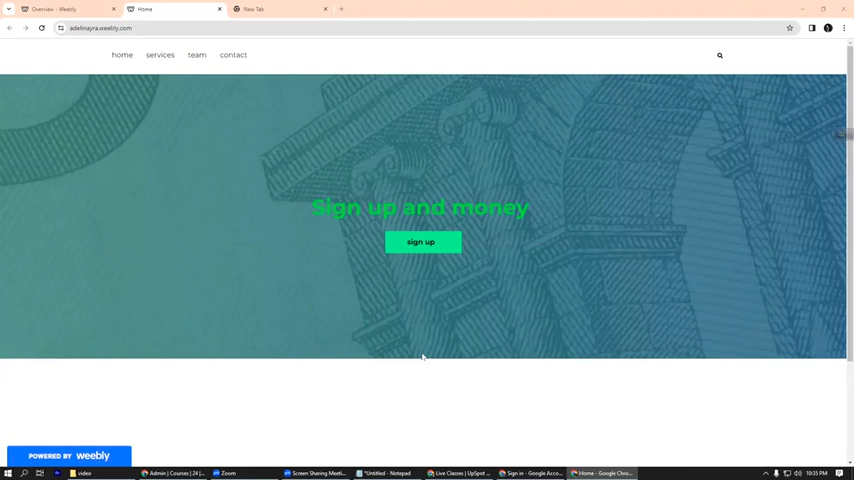 Overview - Weebly
Home
New Tab
adelinayra.weebly.com
home services team contact
Sign up and money
sign up
POWERED BY weebly
video
Admin | Courses | 24 |...
Zoom
Screen Sharing Meeti...
*Untitled - Notepad
Live Classes | UpSpot ...
Sign in - Google Acco...
Home - Google Chro...
10:35 PM